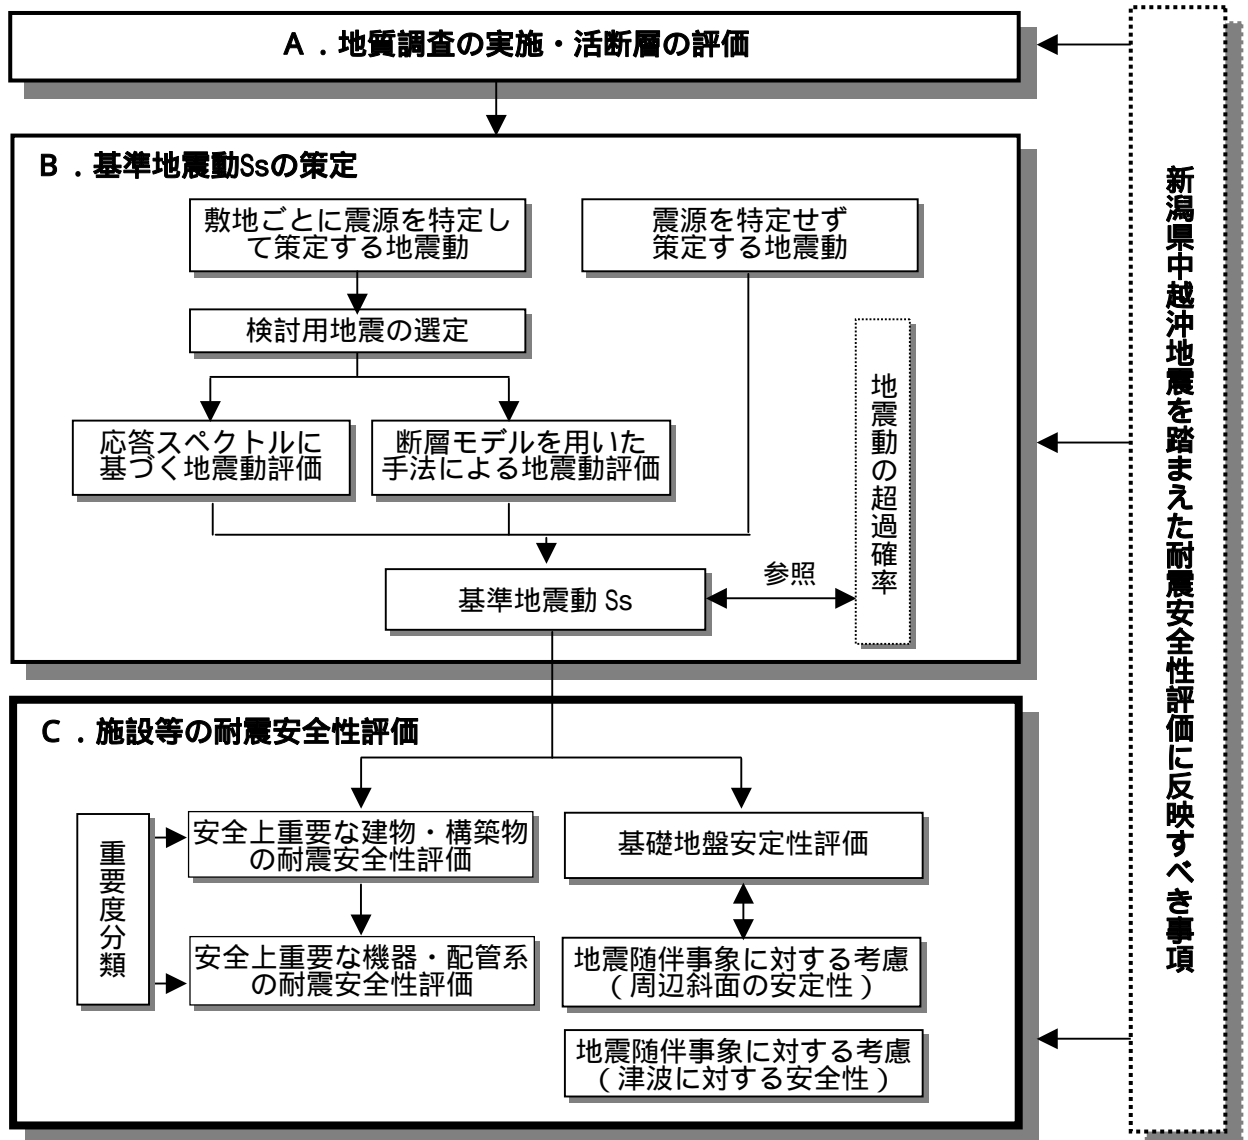 A．地質調査の実施・活断層の評価
B．基準地震動Ssの策定
敷地ごとに震源を特定し
て策定する地震動
震源を特定せず
策定する地震動
検討用地震の選定
応答スペクトルに
基づく地震動評価
断層モデルを用いた
手法による地震動評価
地震動の超過確率
参照
基準地震動 Ss
C．施設等の耐震安全性評価
重要度分類
安全上重要な建物・構築物
の耐震安全性評価
基礎地盤安定性評価
安全上重要な機器・配管系
の耐震安全性評価
地震随伴事象に対する考慮
（周辺斜面の安定性）
地震随伴事象に対する考慮
（津波に対する安全性）
新潟県中越沖地震を踏まえた耐震安全性評価に反映すべき事項